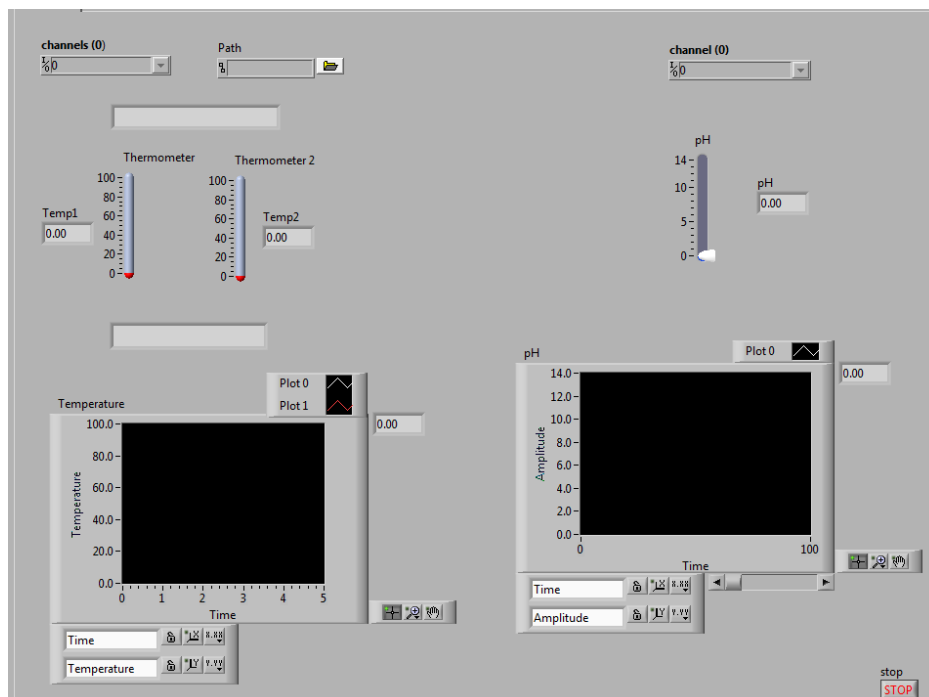 channels (0)
Path
channel (0)
0
0
Thermometer
Thermometer 2
pH
100
80
60
40
20
0
100
80
60
40
20
0
14
10
5
0
pH
0.00
Temp1
0.00
Temp2
0.00
Plot 0
Plot 1
Temperature
0.00
100.0
80.0
60.0
40.0
20.0
0.0
Temperature
0 1 2 3 4 5
Time
Time
X.XX
Temperature
Y.YY
pH
Plot 0
0.00
14.0
12.0
10.0
8.0
6.0
4.0
2.0
0.0
Amplitude
0 100
Time
Time
X.XX
Amplitude
Y.YY
stop
STOP